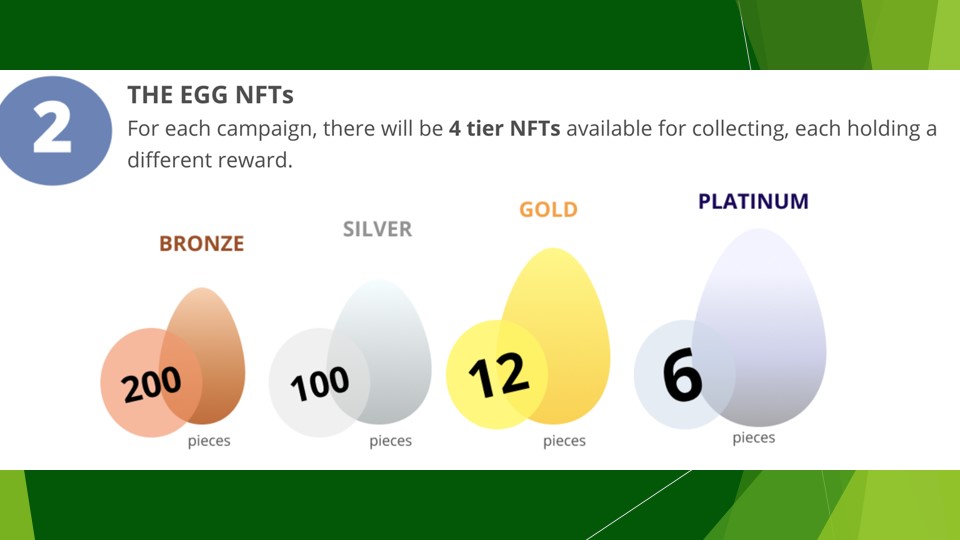 2
THE EGG NFTs
For each campaign, there will be 4 tier NFTs available for collecting, each holding a
different reward.
BRONZE
SILVER
GOLD
PLATINUM
200
pieces
100
pieces
12
pieces
6
pieces